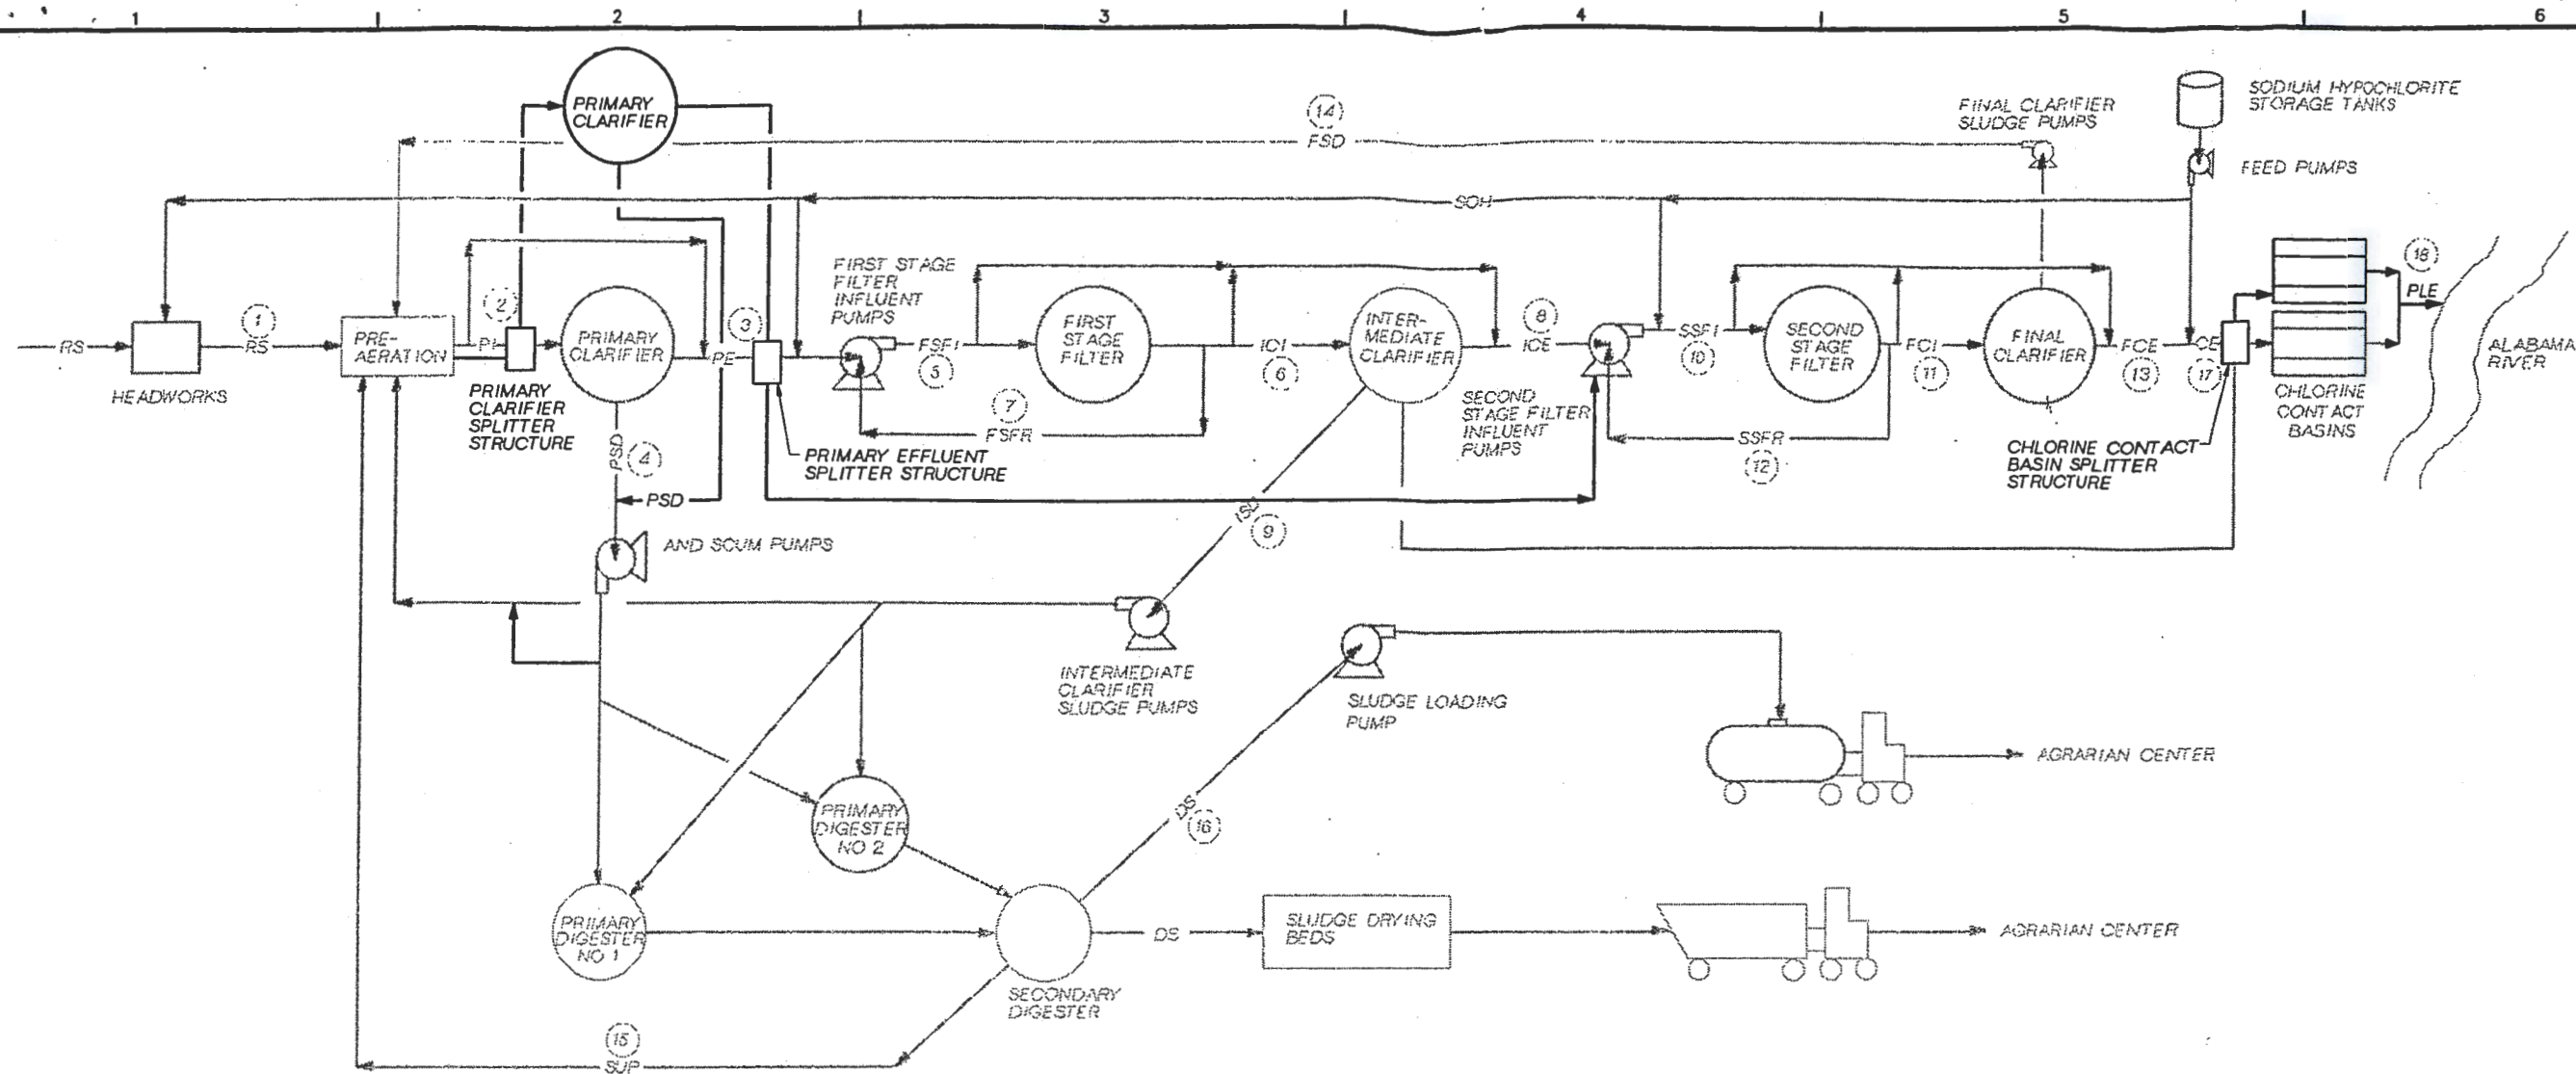 1 2 3 4 5 6
PRIMARY
CLARIFIER
14
FSD
FINAL CLARIFIER
SLUDGE PUMPS
SODIUM HYPOCHLORITE
STORAGE TANKS
FEED PUMPS
SOH
RS
HEADWORKS
1
RS
PRE-
AERATION
2
PI
PRIMARY
CLARIFIER
SPLITTER
STRUCTURE
PRIMARY
CLARIFIER
3
PE
PRIMARY EFFLUENT
SPLITTER STRUCTURE
FIRST STAGE
FILTER
INFLUENT
PUMPS
FSFI
5
FIRST
STAGE
FILTER
7
FSFR
ICI
6
INTER-
MEDIATE
CLARIFIER
8
ICE
SECOND
STAGE FILTER
INFLUENT
PUMPS
SSFI
10
SECOND
STAGE
FILTER
SSFR
12
FCI
11
FINAL
CLARIFIER
FCE
13
CE
17
CHLORINE CONTACT
BASIN SPLITTER
STRUCTURE
CHLORINE
CONTACT
BASINS
18
PLE
ALABAMA
RIVER
PSD
4
PSD
AND SCUM PUMPS
9
INTERMEDIATE
CLARIFIER
SLUDGE PUMPS
SLUDGE LOADING
PUMP
AGRARIAN CENTER
PRIMARY
DIGESTER
NO 2
DS
16
PRIMARY
DIGESTER
NO 1
SECONDARY
DIGESTER
DS
SLUDGE DRYING
BEDS
AGRARIAN CENTER
15
SUP